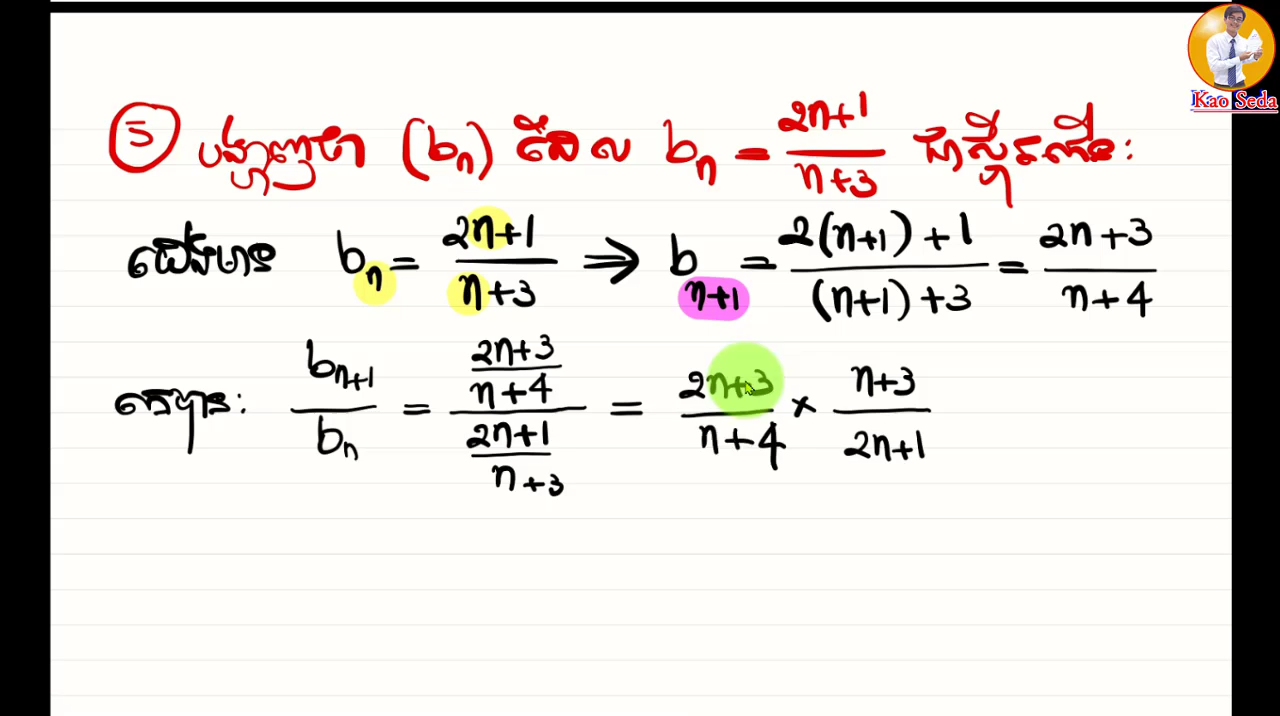 Kao Seda
៩ បង្ហាញថា (bₙ) ដែល bₙ = (2n+1)/(n+3) ជាស្វ៊ីតកើន:
យើងមាន bₙ = (2n+1)/(n+3) ⇒ bₙ₊₁ = (2(n+1)+1)/((n+1)+3) = (2n+3)/(n+4)
គេបាន: bₙ₊₁/bₙ = ((2n+3)/(n+4))/((2n+1)/(n+3)) = (2n+3)/(n+4) × (n+3)/(2n+1)